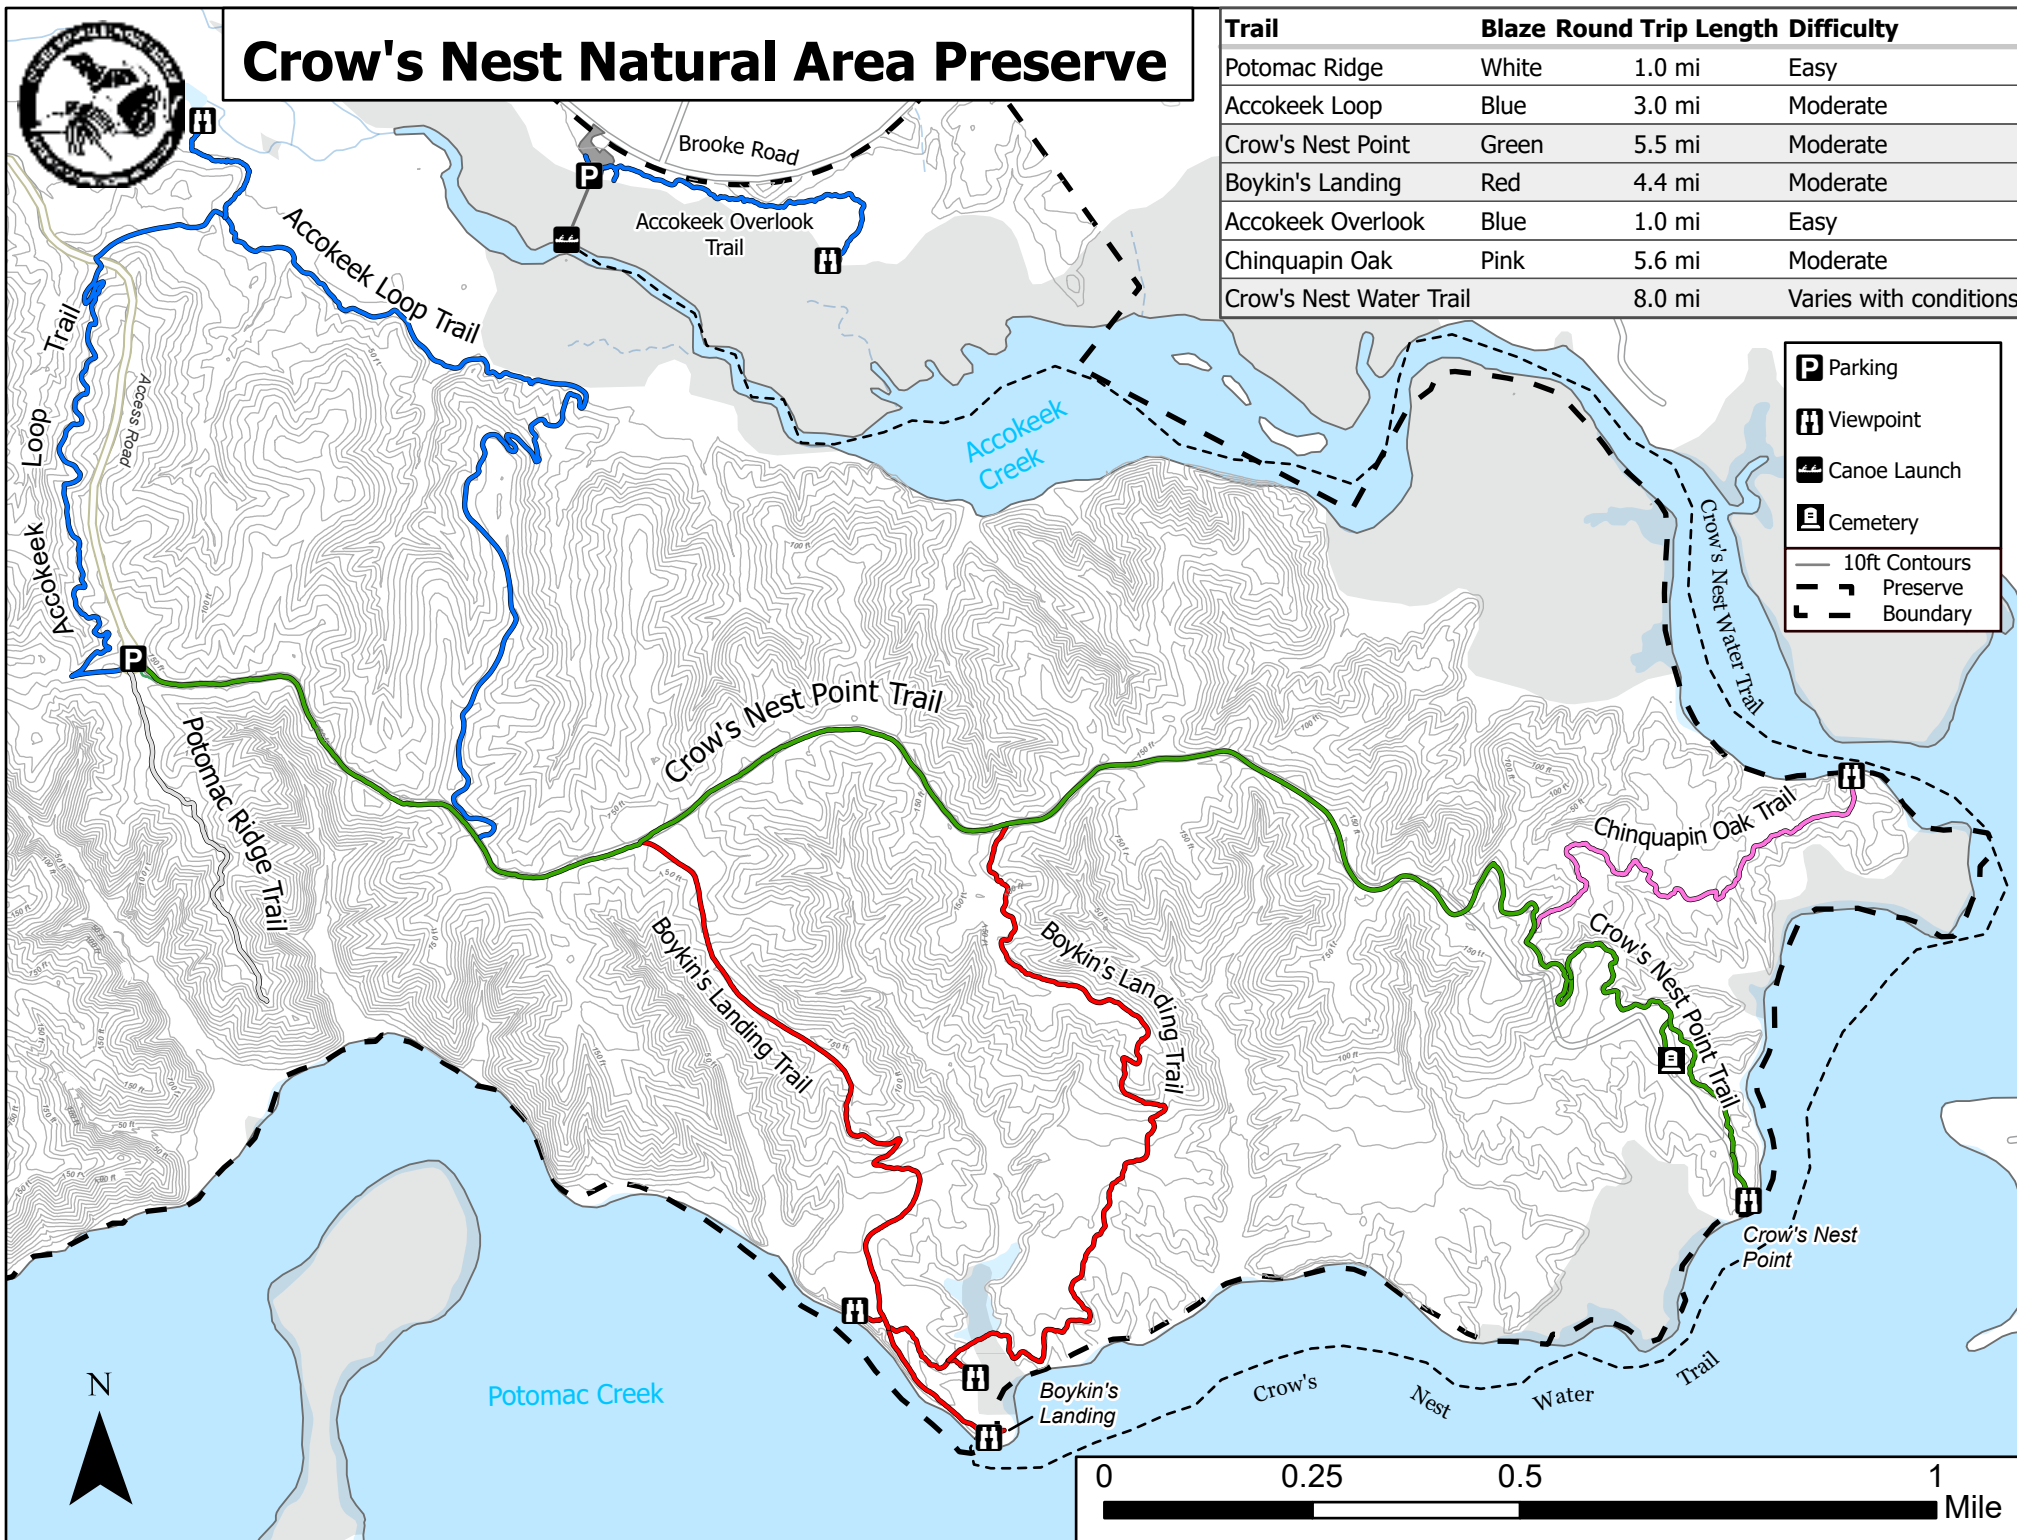 Crow's Nest Natural Area Preserve
Trail Blaze Round Trip Length Difficulty
Potomac Ridge White 1.0 mi Easy
Accokeek Loop Blue 3.0 mi Moderate
Crow's Nest Point Green 5.5 mi Moderate
Boykin's Landing Red 4.4 mi Moderate
Accokeek Overlook Blue 1.0 mi Easy
Chinquapin Oak Pink 5.6 mi Moderate
Crow's Nest Water Trail 8.0 mi Varies with conditions
P
Brooke Road
Accokeek Overlook
Trail
Accokeek Loop Trail
Accokeek Loop Trail
Access Road
Accokeek
Creek
P Parking
Viewpoint
Canoe Launch
Cemetery
10ft Contours
Preserve
Boundary
Crow's Nest Water Trail
P
Potomac Ridge Trail
Crow's Nest Point Trail
Chinquapin Oak Trail
Boykin's Landing Trail
Boykin's Landing Trail
Crow's Nest Point Trail
Crow's Nest
Point
Potomac Creek
Boykin's
Landing
Crow's Nest Water Trail
N
0 0.25 0.5 1
Mile
50 ft
100 ft
150 ft